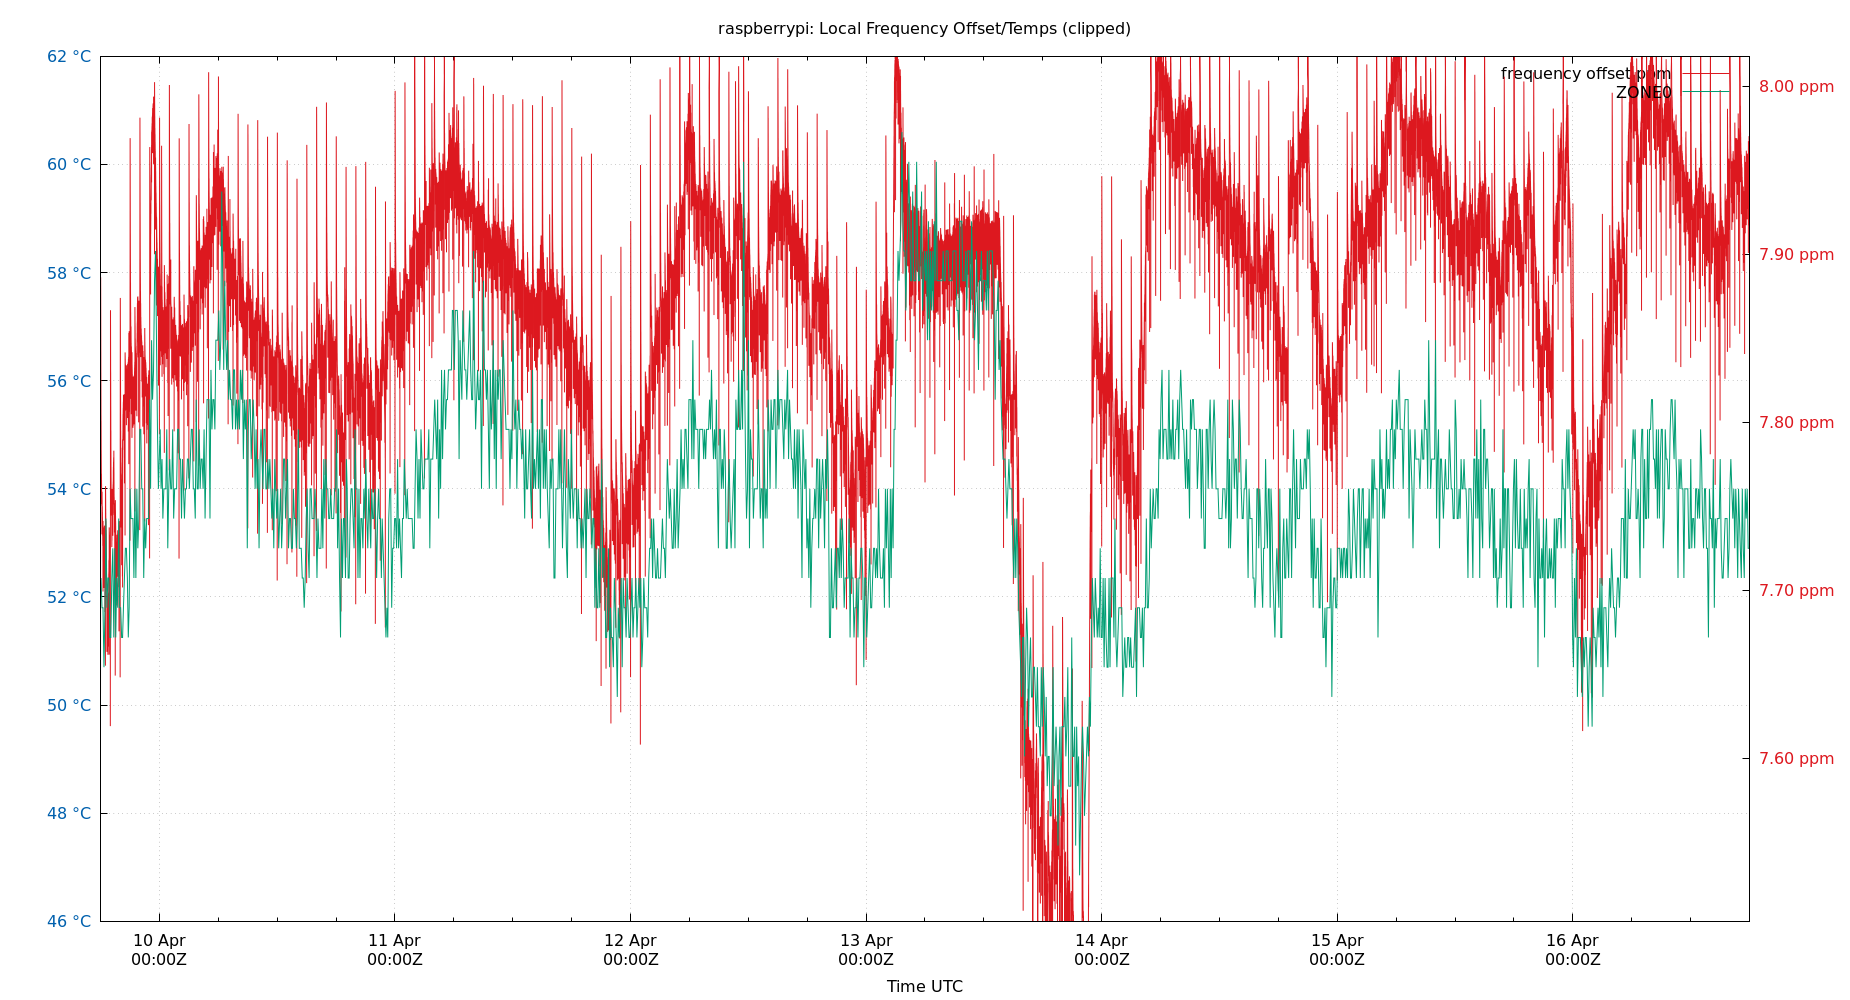 raspberrypi: Local Frequency Offset/Temps (clipped)
62 °C
60 °C
58 °C
56 °C
54 °C
52 °C
50 °C
48 °C
46 °C
frequency offset ppm
ZONE0
8.00 ppm
7.90 ppm
7.80 ppm
7.70 ppm
7.60 ppm
10 Apr
00:00Z
11 Apr
00:00Z
12 Apr
00:00Z
13 Apr
00:00Z
14 Apr
00:00Z
15 Apr
00:00Z
16 Apr
00:00Z
Time UTC